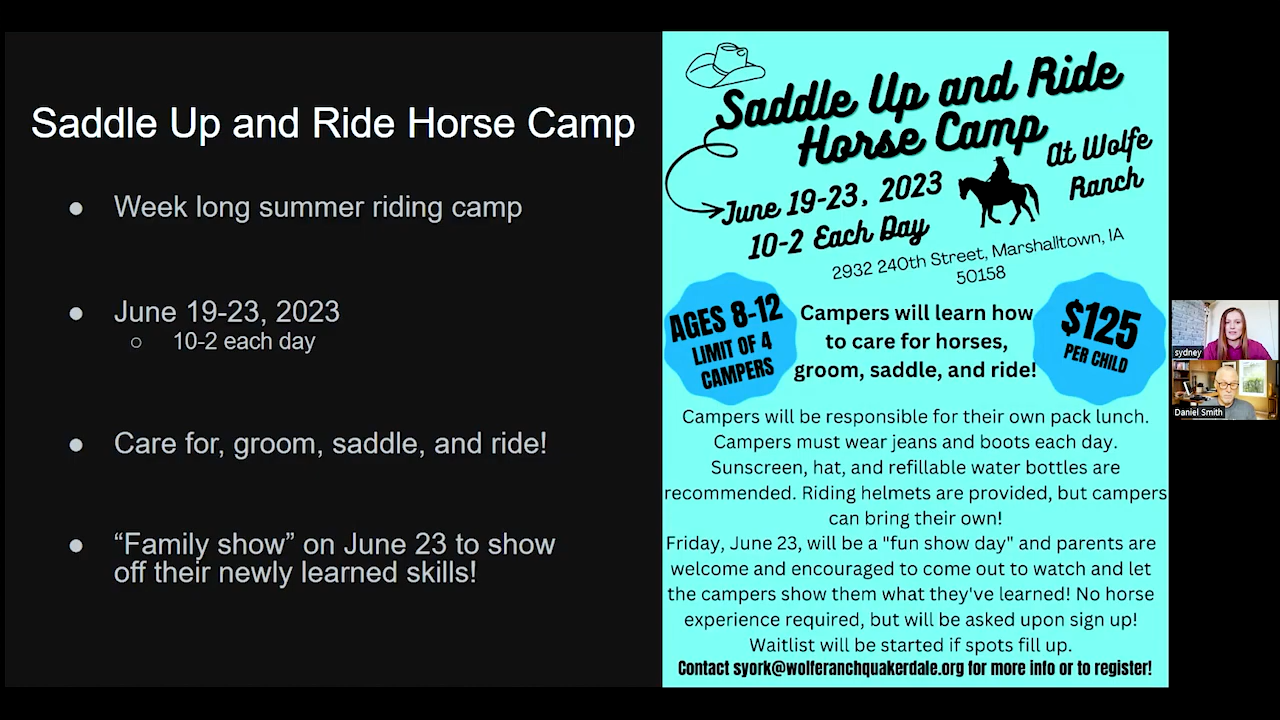 Saddle Up and Ride Horse Camp
● Week long summer riding camp
● June 19-23, 2023
○ 10-2 each day
● Care for, groom, saddle, and ride!
● “Family show” on June 23 to show
off their newly learned skills!
Saddle Up and Ride
Horse Camp
At Wolfe
Ranch
June 19-23, 2023
10-2 Each Day
2932 240th Street, Marshalltown, IA
50158
AGES 8-12
LIMIT OF 4
CAMPERS
Campers will learn how
to care for horses,
groom, saddle, and ride!
$125
PER CHILD
Campers will be responsible for their own pack lunch.
Campers must wear jeans and boots each day.
Sunscreen, hat, and refillable water bottles are
recommended. Riding helmets are provided, but campers
can bring their own!
Friday, June 23, will be a "fun show day" and parents are
welcome and encouraged to come out to watch and let
the campers show them what they've learned! No horse
experience required, but will be asked upon sign up!
Waitlist will be started if spots fill up.
Contact syork@wolferanchquakerdale.org for more info or to register!
sydney
Daniel Smith